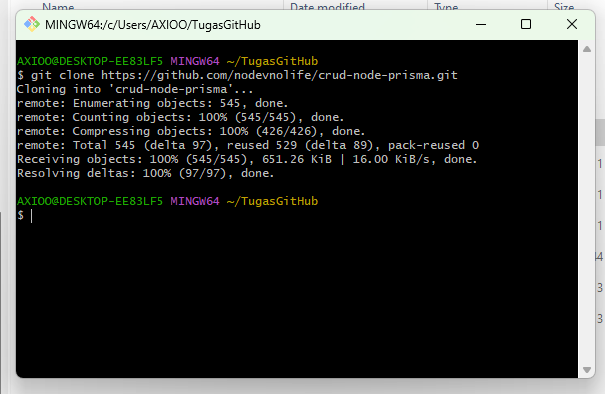 Name Date modified Type Size
MINGW64:/c/Users/AXIOO/TugasGitHub
AXIOO@DESKTOP-EE83LF5 MINGW64 ~/TugasGitHub
$ git clone https://github.com/nodevnolife/crud-node-prisma.git
Cloning into 'crud-node-prisma'...
remote: Enumerating objects: 545, done.
remote: Counting objects: 100% (545/545), done.
remote: Compressing objects: 100% (426/426), done.
remote: Total 545 (delta 97), reused 529 (delta 89), pack-reused 0
Receiving objects: 100% (545/545), 651.26 KiB | 16.00 KiB/s, done.
Resolving deltas: 100% (97/97), done.
AXIOO@DESKTOP-EE83LF5 MINGW64 ~/TugasGitHub
$
1
1
1
44
3
3